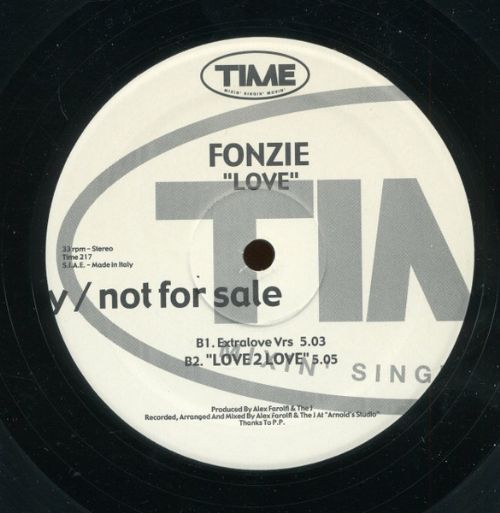 TIME
MIXIN' SINGIN' MOVIN'
FONZIE
"LOVE"
TIM
33 rpm – Stereo
Time 217
S.I.A.E. – Made in Italy
y / not for sale
B1. Extralove Vrs 5.03
B2. "LOVE 2 LOVE" 5.05
MIXIN' SING
Produced By Alex Farolfi & The J
Recorded, Arranged And Mixed By Alex Farolfi & The J At "Arnold's Studio"
Thanks To P.P.